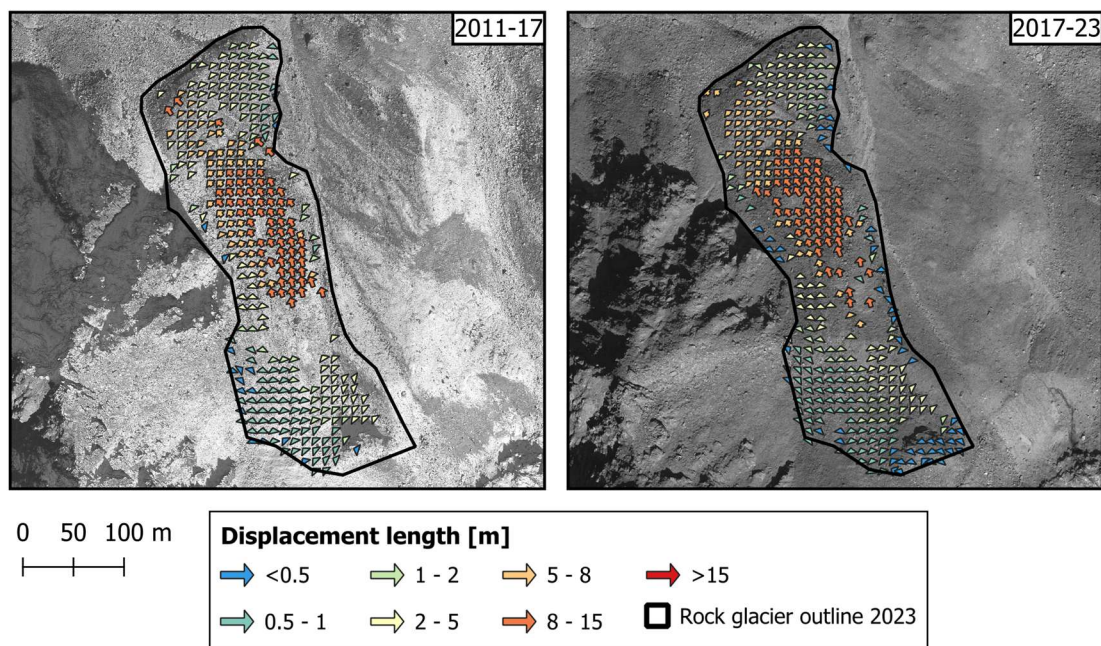 2011-17
2017-23
0 50 100 m
Displacement length [m]
<0.5 1 - 2 5 - 8 >15
0.5 - 1 2 - 5 8 - 15 Rock glacier outline 2023